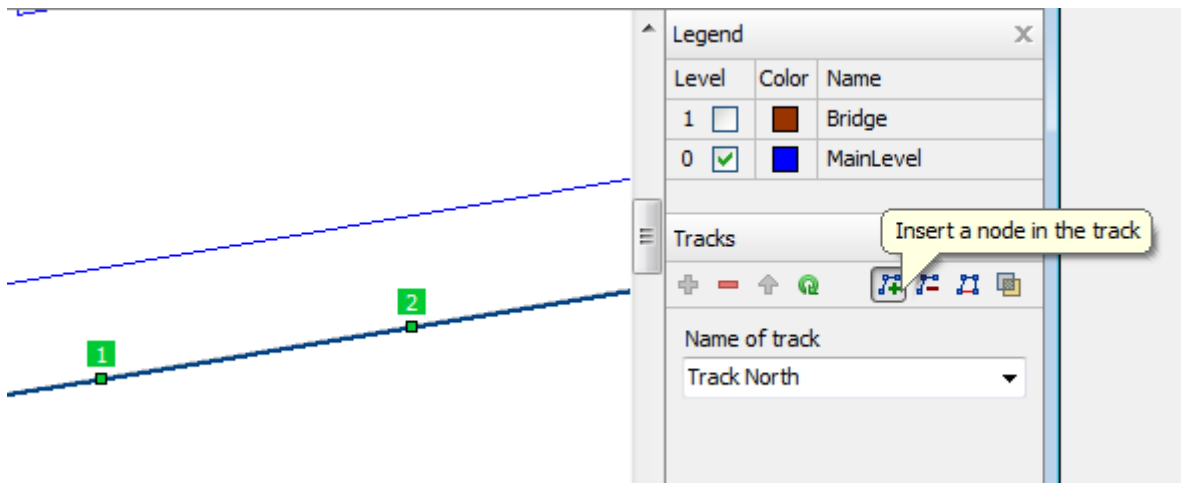 Legend
Level Color Name
1 Bridge
0 MainLevel
Insert a node in the track
Tracks
2
Name of track
1
Track North